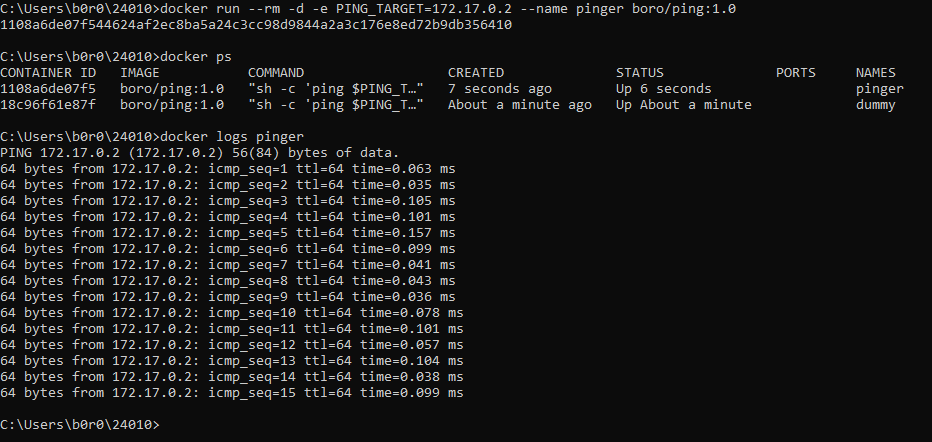 C:\Users\b0r0\24010>docker run --rm -d -e PING_TARGET=172.17.0.2 --name pinger boro/ping:1.0
1108a6de07f544624af2ec8ba5a24c3cc98d9844a2a3c176e8ed72b9db356410
C:\Users\b0r0\24010>docker ps
CONTAINER ID   IMAGE           COMMAND                  CREATED              STATUS              PORTS     NAMES
1108a6de07f5   boro/ping:1.0   "sh -c 'ping $PING_T…"   7 seconds ago        Up 6 seconds                  pinger
18c96f61e87f   boro/ping:1.0   "sh -c 'ping $PING_T…"   About a minute ago   Up About a minute             dummy
C:\Users\b0r0\24010>docker logs pinger
PING 172.17.0.2 (172.17.0.2) 56(84) bytes of data.
64 bytes from 172.17.0.2: icmp_seq=1 ttl=64 time=0.063 ms
64 bytes from 172.17.0.2: icmp_seq=2 ttl=64 time=0.035 ms
64 bytes from 172.17.0.2: icmp_seq=3 ttl=64 time=0.105 ms
64 bytes from 172.17.0.2: icmp_seq=4 ttl=64 time=0.101 ms
64 bytes from 172.17.0.2: icmp_seq=5 ttl=64 time=0.157 ms
64 bytes from 172.17.0.2: icmp_seq=6 ttl=64 time=0.099 ms
64 bytes from 172.17.0.2: icmp_seq=7 ttl=64 time=0.041 ms
64 bytes from 172.17.0.2: icmp_seq=8 ttl=64 time=0.043 ms
64 bytes from 172.17.0.2: icmp_seq=9 ttl=64 time=0.036 ms
64 bytes from 172.17.0.2: icmp_seq=10 ttl=64 time=0.078 ms
64 bytes from 172.17.0.2: icmp_seq=11 ttl=64 time=0.101 ms
64 bytes from 172.17.0.2: icmp_seq=12 ttl=64 time=0.057 ms
64 bytes from 172.17.0.2: icmp_seq=13 ttl=64 time=0.104 ms
64 bytes from 172.17.0.2: icmp_seq=14 ttl=64 time=0.038 ms
64 bytes from 172.17.0.2: icmp_seq=15 ttl=64 time=0.099 ms
C:\Users\b0r0\24010>